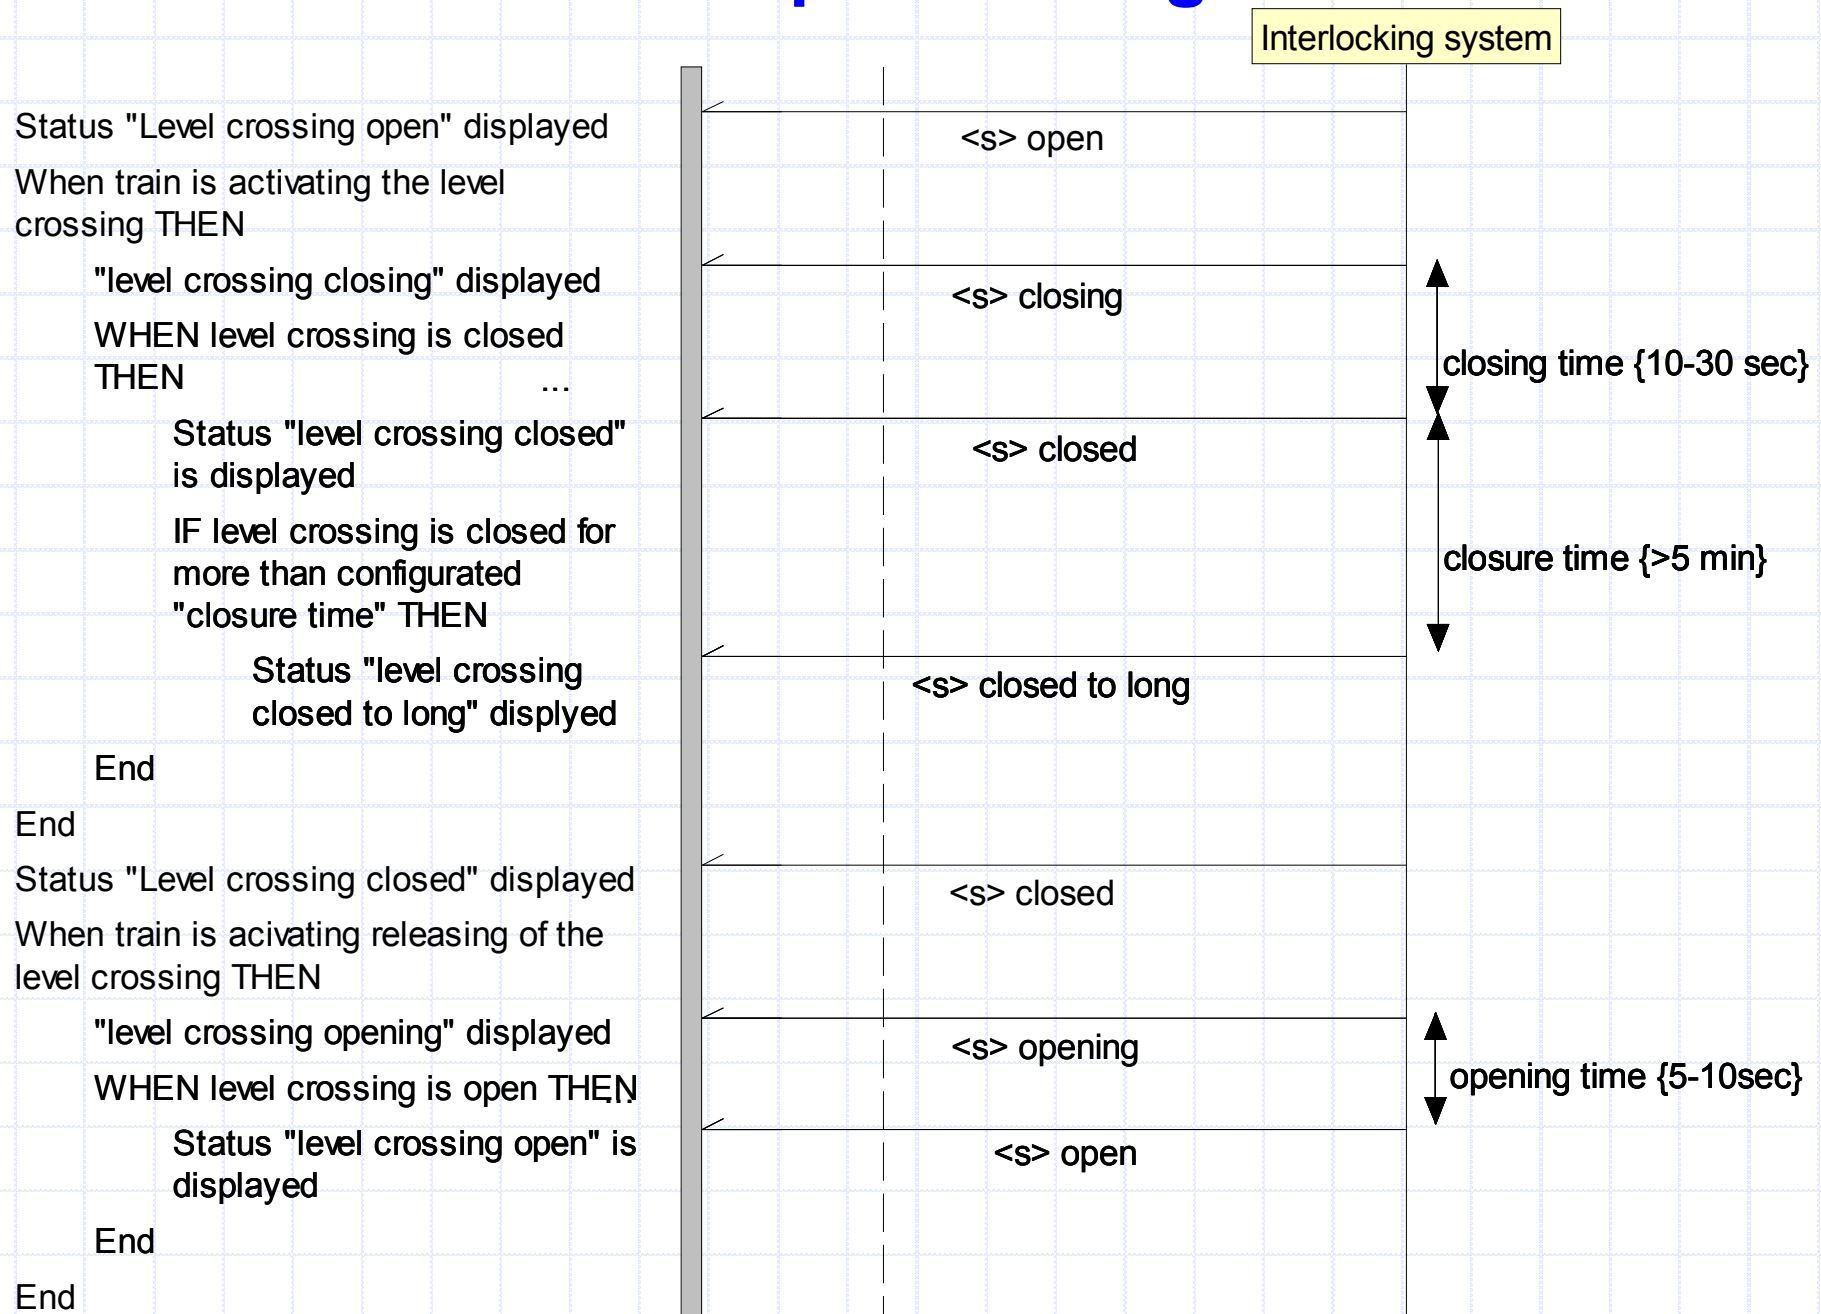 Interlocking system
Status "Level crossing open" displayed
<s> open
When train is activating the level
crossing THEN
"level crossing closing" displayed
<s> closing
WHEN level crossing is closed
THEN ...
closing time {10-30 sec}
Status "level crossing closed"
is displayed
<s> closed
IF level crossing is closed for
more than configurated
"closure time" THEN
closure time {>5 min}
Status "level crossing
closed to long" displyed
<s> closed to long
End
End
Status "Level crossing closed" displayed
<s> closed
When train is acivating releasing of the
level crossing THEN
"level crossing opening" displayed
<s> opening
WHEN level crossing is open THEN
...
opening time {5-10sec}
Status "level crossing open" is
displayed
<s> open
End
End